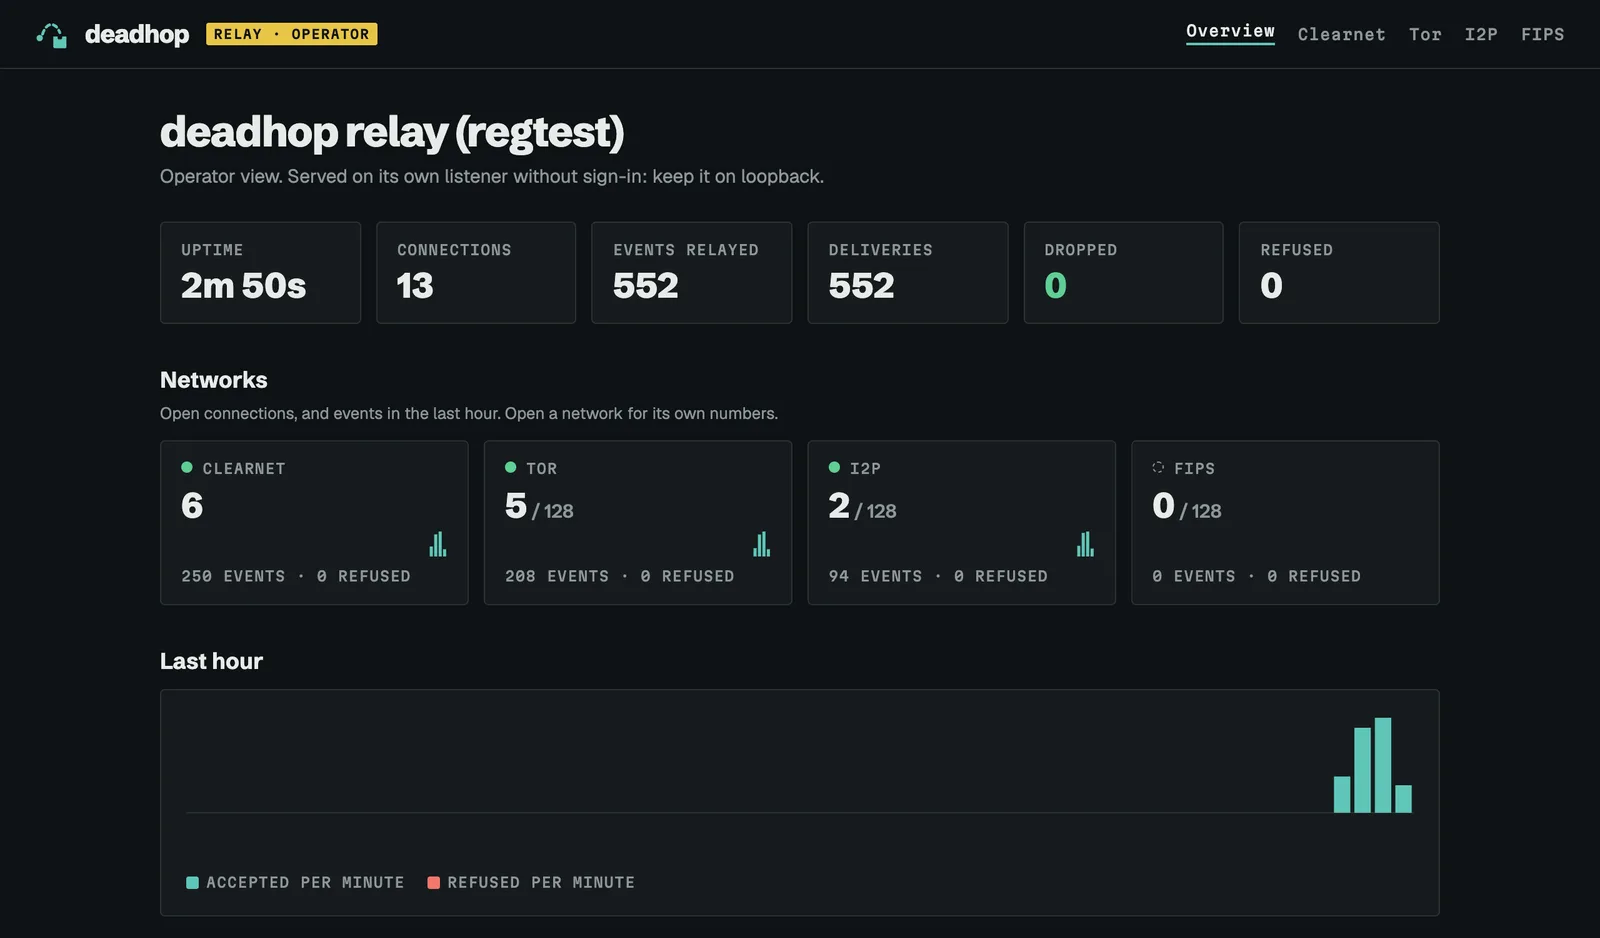 deadhop RELAY · OPERATOR Overview Clearnet Tor I2P FIPS
deadhop relay (regtest)
Operator view. Served on its own listener without sign-in: keep it on loopback.
UPTIME
2m 50s
CONNECTIONS
13
EVENTS RELAYED
552
DELIVERIES
552
DROPPED
0
REFUSED
0
Networks
Open connections, and events in the last hour. Open a network for its own numbers.
CLEARNET
6
250 EVENTS · 0 REFUSED
TOR
5 / 128
208 EVENTS · 0 REFUSED
I2P
2 / 128
94 EVENTS · 0 REFUSED
FIPS
0 / 128
0 EVENTS · 0 REFUSED
Last hour
ACCEPTED PER MINUTE REFUSED PER MINUTE